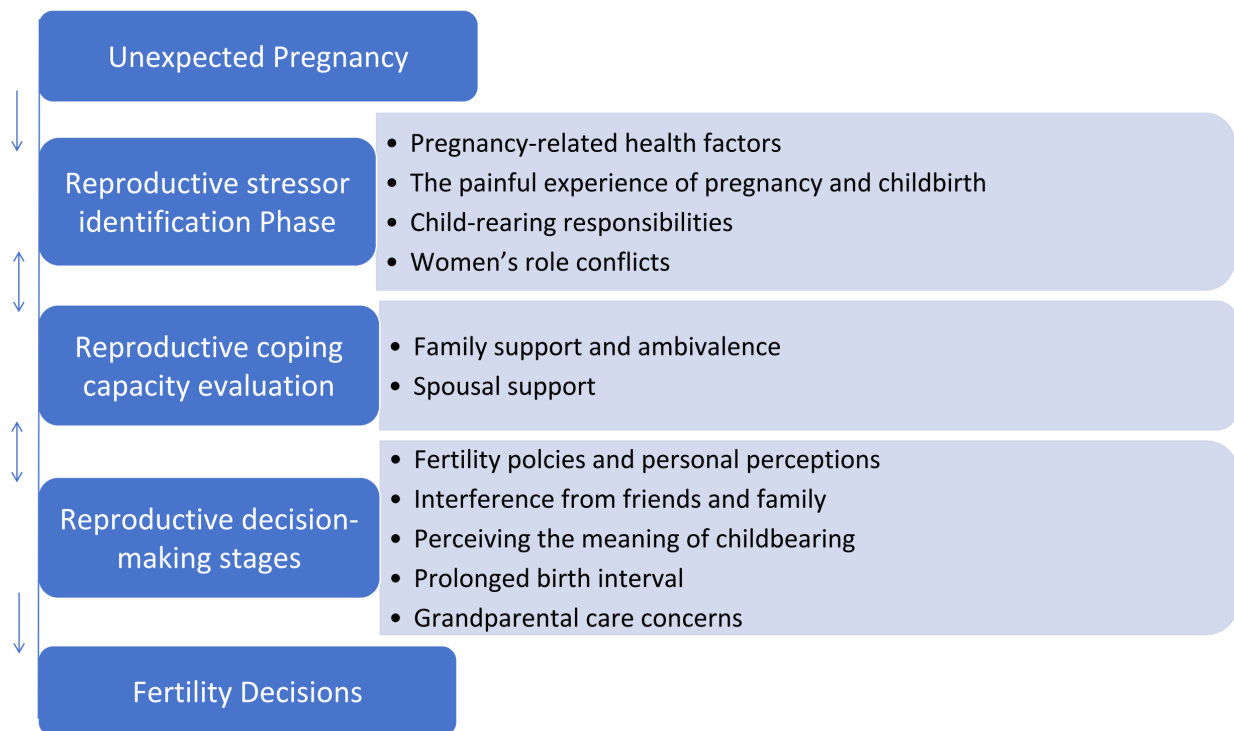 Unexpected Pregnancy
Reproductive stressor
identification Phase
• Pregnancy-related health factors
• The painful experience of pregnancy and childbirth
• Child-rearing responsibilities
• Women’s role conflicts
Reproductive coping
capacity evaluation
• Family support and ambivalence
• Spousal support
Reproductive decision-
making stages
• Fertility polcies and personal perceptions
• Interference from friends and family
• Perceiving the meaning of childbearing
• Prolonged birth interval
• Grandparental care concerns
Fertility Decisions